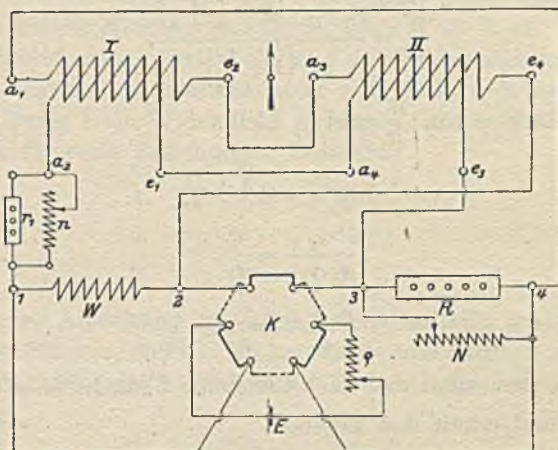 I II
a₁ e₂ a₃ e₄
a₂ e₁ a₄ e₃
r₁ n
1 W 2 K 3 R 4
ϱ N
E